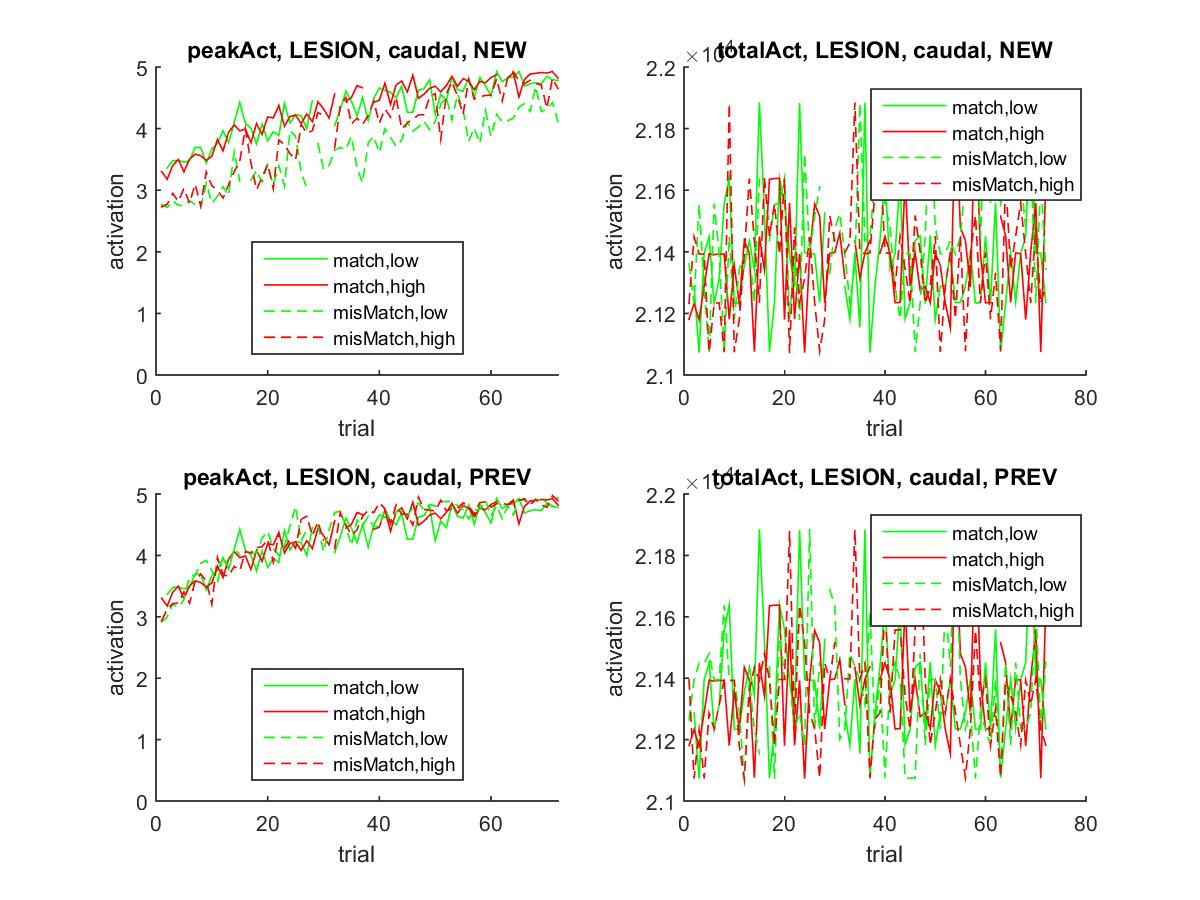 peakAct, LESION, caudal, NEW
5
4
3
2
1
0
0
20
40
60
activation
trial
match,low
match,high
misMatch,low
misMatch,high
×10^4
totalAct, LESION, caudal, NEW
2.2
2.18
2.16
2.14
2.12
2.1
0
20
40
60
80
activation
trial
match,low
match,high
misMatch,low
misMatch,high
peakAct, LESION, caudal, PREV
5
4
3
2
1
0
0
20
40
60
activation
trial
match,low
match,high
misMatch,low
misMatch,high
×10^4
totalAct, LESION, caudal, PREV
2.2
2.18
2.16
2.14
2.12
2.1
0
20
40
60
80
activation
trial
match,low
match,high
misMatch,low
misMatch,high